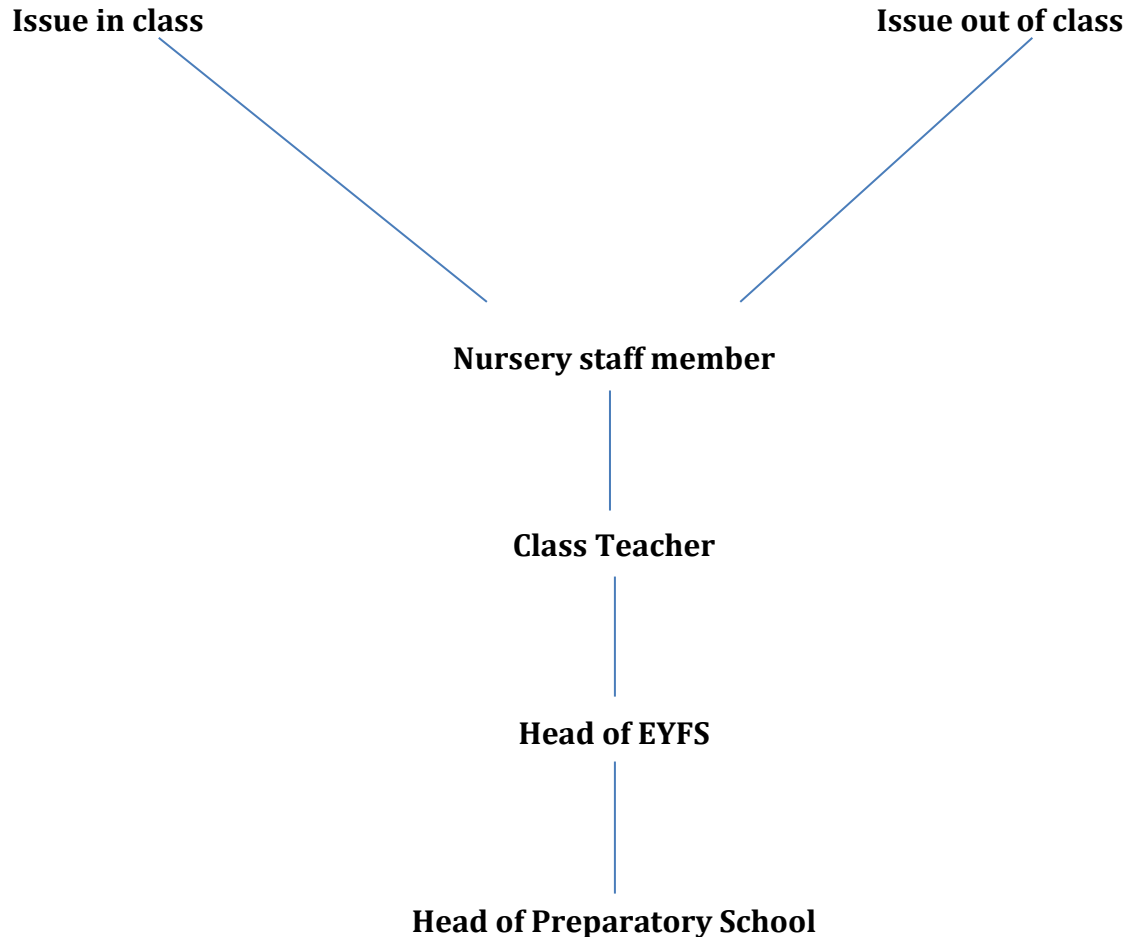 Issue in class
Issue out of class
Nursery staff member
Class Teacher
Head of EYFS
Head of Preparatory School